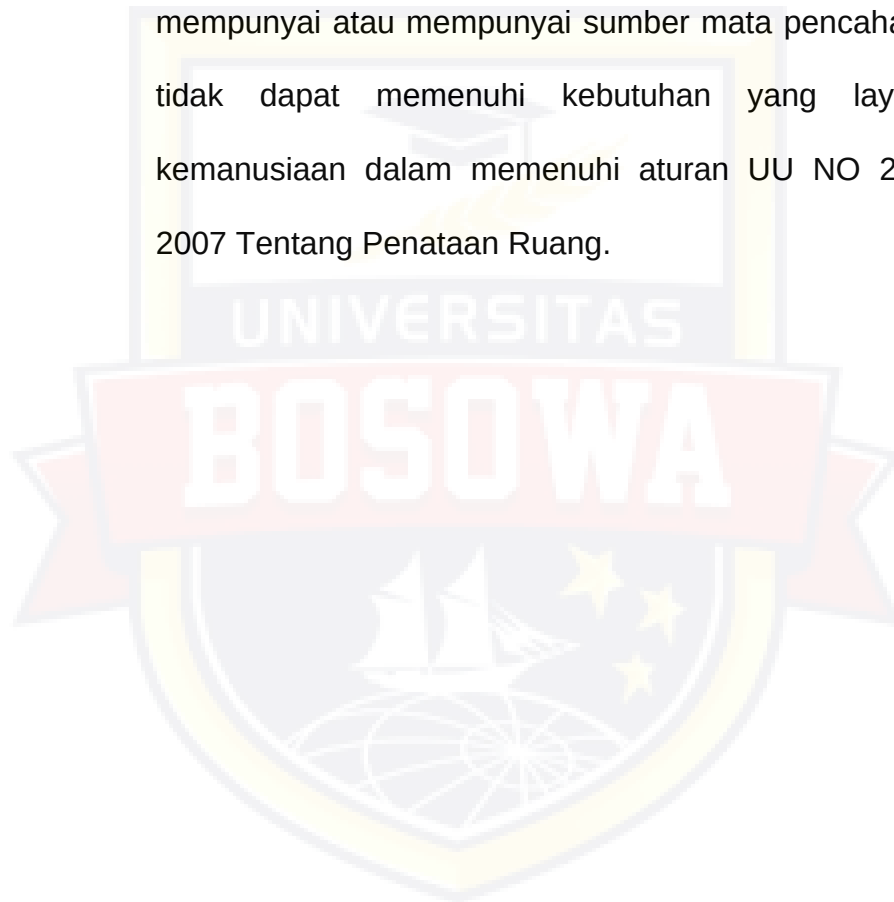 mempunyai atau mempunyai sumber mata
tidak dapat memenuhi kebutuhan yang
kemanusiaan dalam memenuhi aturan UU NO
2007 Tentang Penataan Ruang.
UNIVERSITAS
BOSOWA